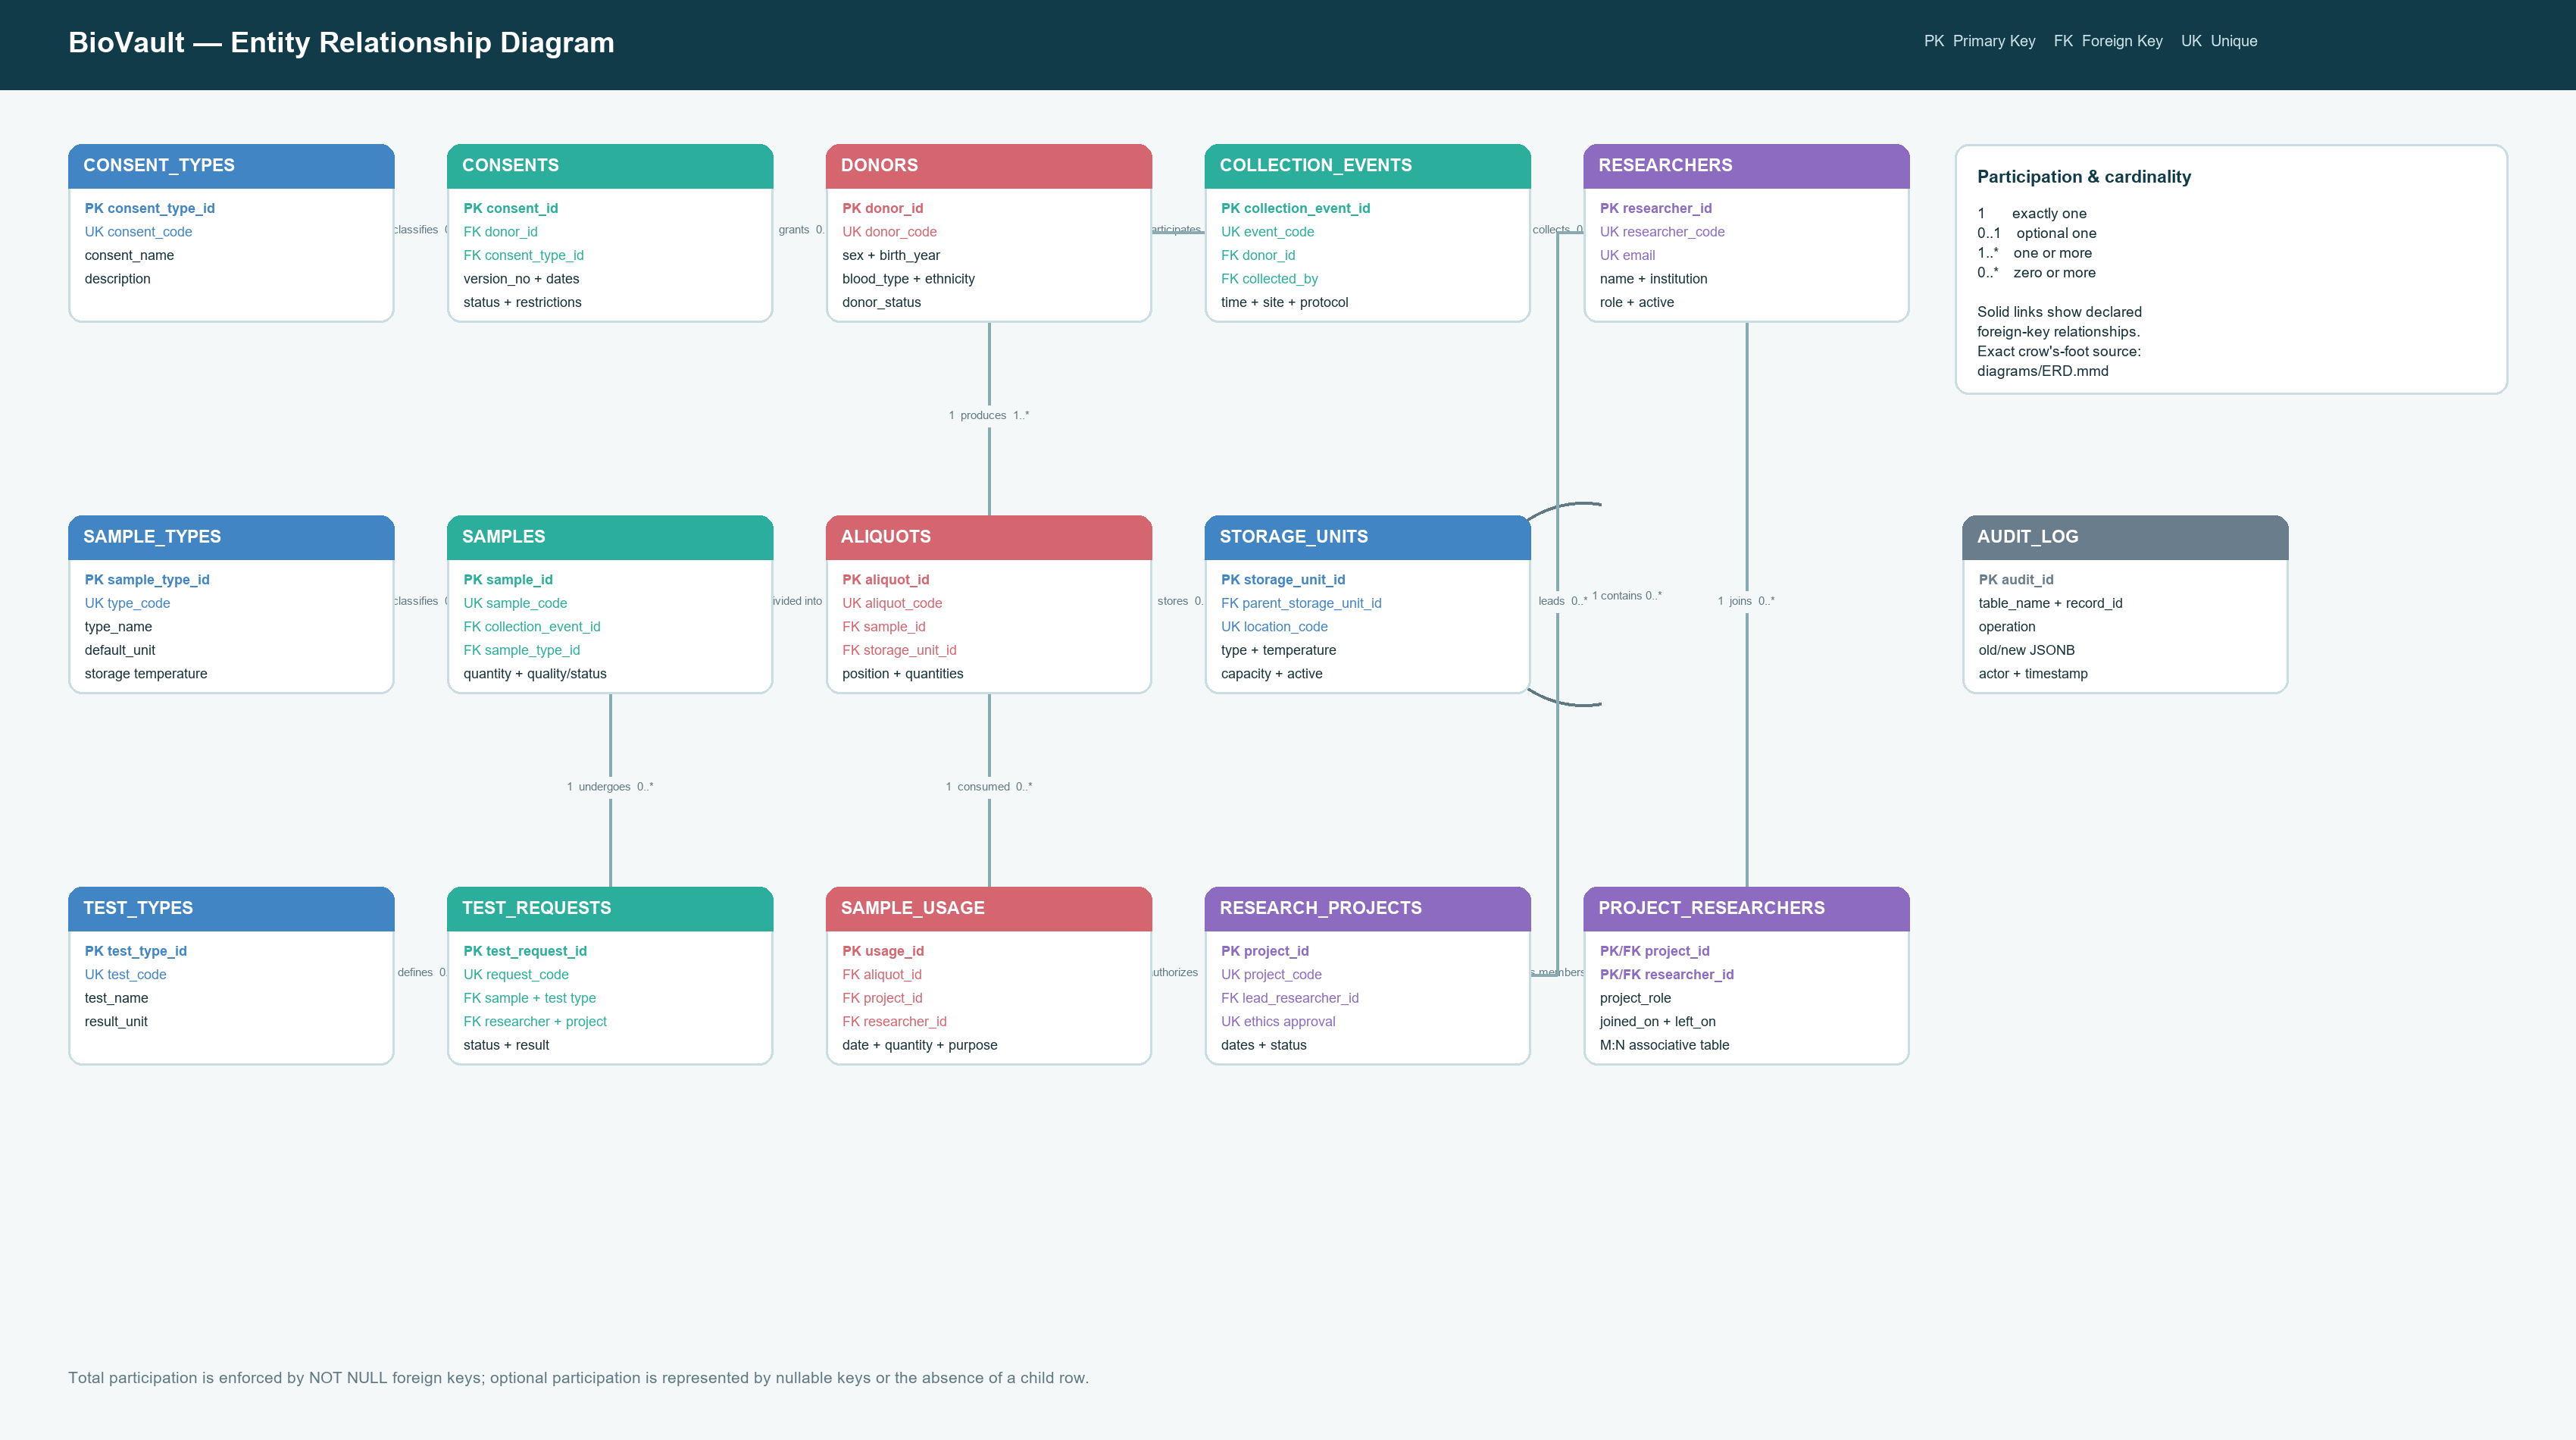 BioVault — Entity Relationship Diagram
PK Primary Key FK Foreign Key UK Unique
CONSENT_TYPES
PK consent_type_id
UK consent_code
consent_name
description
classifies
CONSENTS
PK consent_id
FK donor_id
FK consent_type_id
version_no + dates
status + restrictions
grants 0.
DONORS
PK donor_id
UK donor_code
sex + birth_year
blood_type + ethnicity
donor_status
articipates
COLLECTION_EVENTS
PK collection_event_id
UK event_code
FK donor_id
FK collected_by
time + site + protocol
collects 0
RESEARCHERS
PK researcher_id
UK researcher_code
UK email
name + institution
role + active
Participation & cardinality
1 exactly one
0..1 optional one
1..* one or more
0..* zero or more
Solid links show declared
foreign-key relationships.
Exact crow's-foot source:
diagrams/ERD.mmd
1 produces 1..*
SAMPLE_TYPES
PK sample_type_id
UK type_code
type_name
default_unit
storage temperature
classifies
SAMPLES
PK sample_id
UK sample_code
FK collection_event_id
FK sample_type_id
quantity + quality/status
ivided into
ALIQUOTS
PK aliquot_id
UK aliquot_code
FK sample_id
FK storage_unit_id
position + quantities
stores 0.
STORAGE_UNITS
PK storage_unit_id
FK parent_storage_unit_id
UK location_code
type + temperature
capacity + active
leads 0..*
1 contains 0..*
1 joins 0..*
AUDIT_LOG
PK audit_id
table_name + record_id
operation
old/new JSONB
actor + timestamp
1 undergoes 0..*
1 consumed 0..*
TEST_TYPES
PK test_type_id
UK test_code
test_name
result_unit
defines 0.
TEST_REQUESTS
PK test_request_id
UK request_code
FK sample + test type
FK researcher + project
status + result
SAMPLE_USAGE
PK usage_id
FK aliquot_id
FK project_id
FK researcher_id
date + quantity + purpose
uthorizes
RESEARCH_PROJECTS
PK project_id
UK project_code
FK lead_researcher_id
UK ethics approval
dates + status
s members
PROJECT_RESEARCHERS
PK/FK project_id
PK/FK researcher_id
project_role
joined_on + left_on
M:N associative table
Total participation is enforced by NOT NULL foreign keys; optional participation is represented by nullable keys or the absence of a child row.